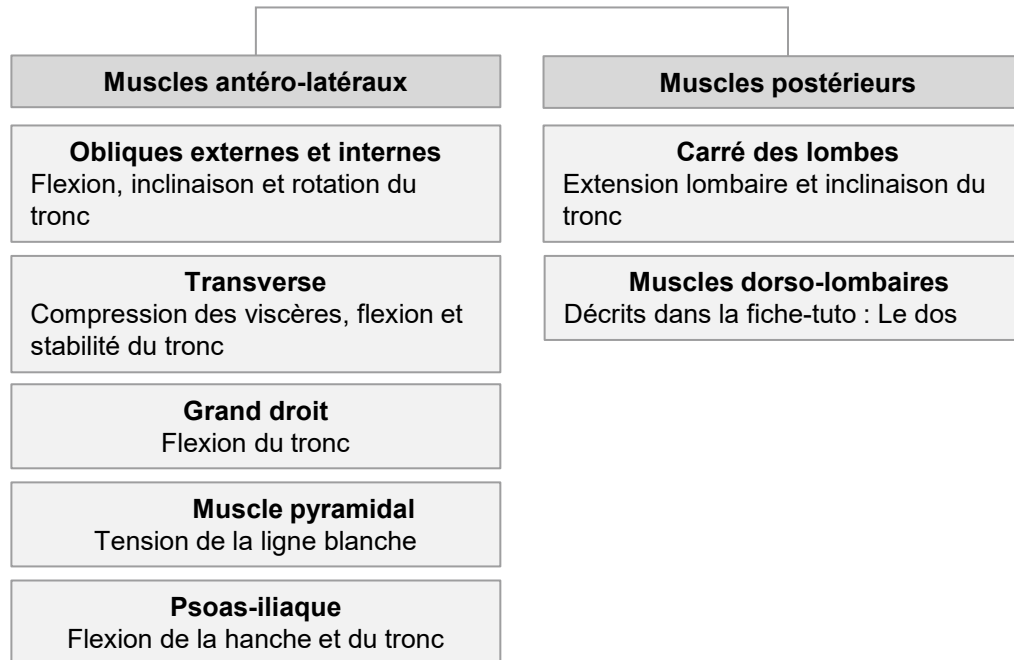 Muscles antéro-latéraux
Obliques externes et internes
Flexion, inclinaison et rotation du
tronc
Transverse
Compression des viscères, flexion et
stabilité du tronc
Grand droit
Flexion du tronc
Muscle pyramidal
Tension de la ligne blanche
Psoas-iliaque
Flexion de la hanche et du tronc
Muscles postérieurs
Carré des lombes
Extension lombaire et inclinaison du
tronc
Muscles dorso-lombaires
Décrits dans la fiche-tuto : Le dos